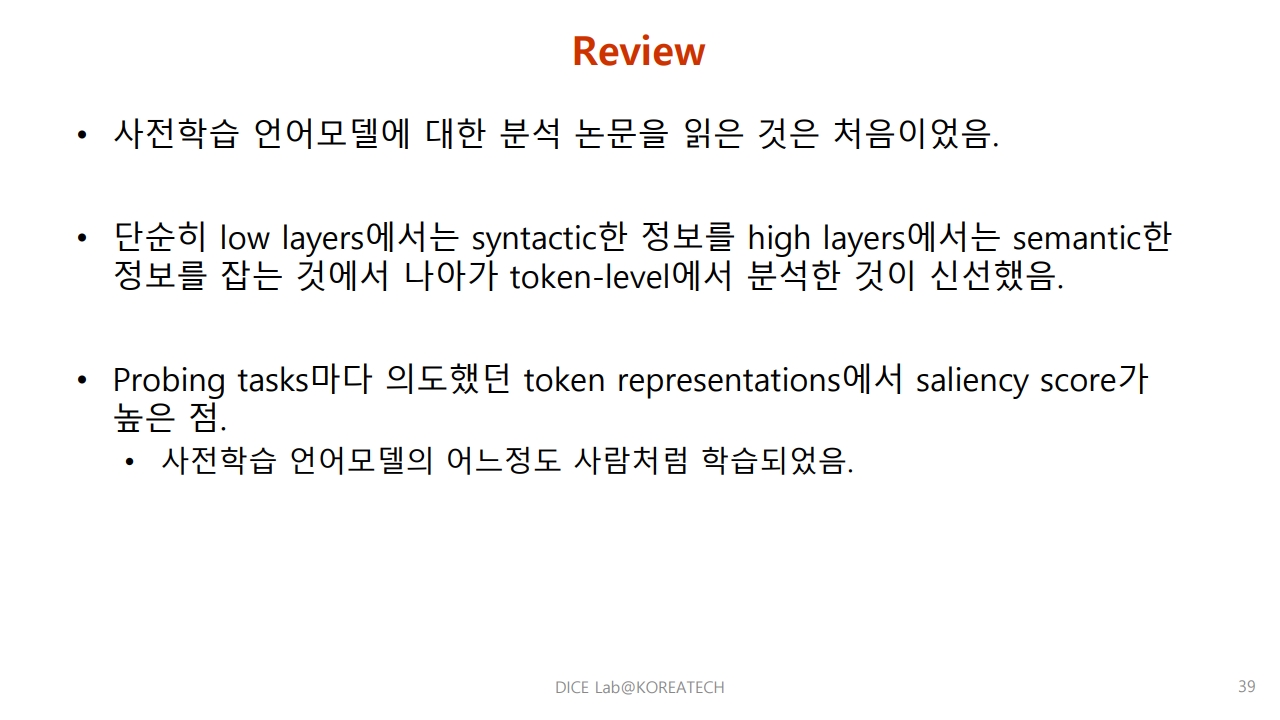 Review
• 사전학습 언어모델에 대한 분석 논문을 읽은 것은 처음이었음.
• 단순히 low layers에서는 syntactic한 정보를 high layers에서는 semantic한
정보를 잡는 것에서 나아가 token-level에서 분석한 것이 신선했음.
• Probing tasks마다 의도했던 token representations에서 saliency score가
높은 점.
• 사전학습 언어모델의 어느정도 사람처럼 학습되었음.
DICE Lab@KOREATECH
39